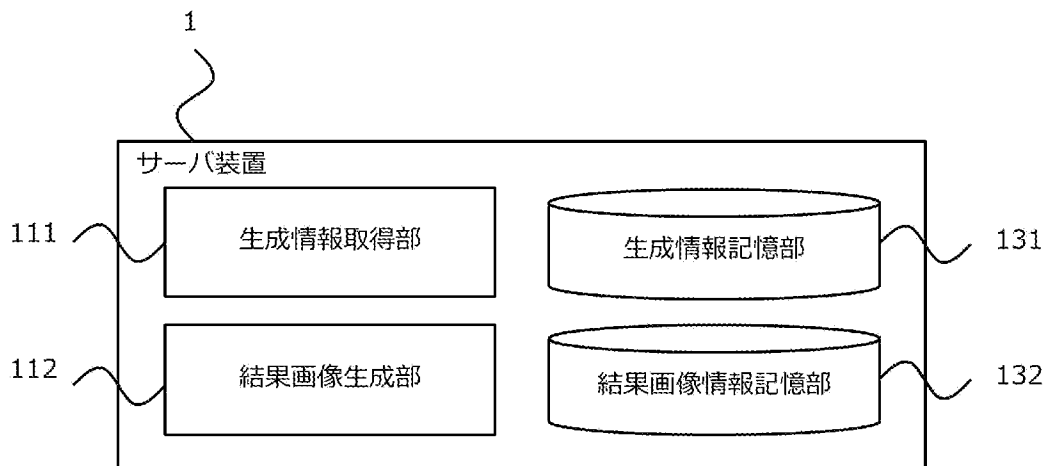 1
サーバ装置
111
生成情報取得部
生成情報記憶部
131
112
結果画像生成部
結果画像情報記憶部
132